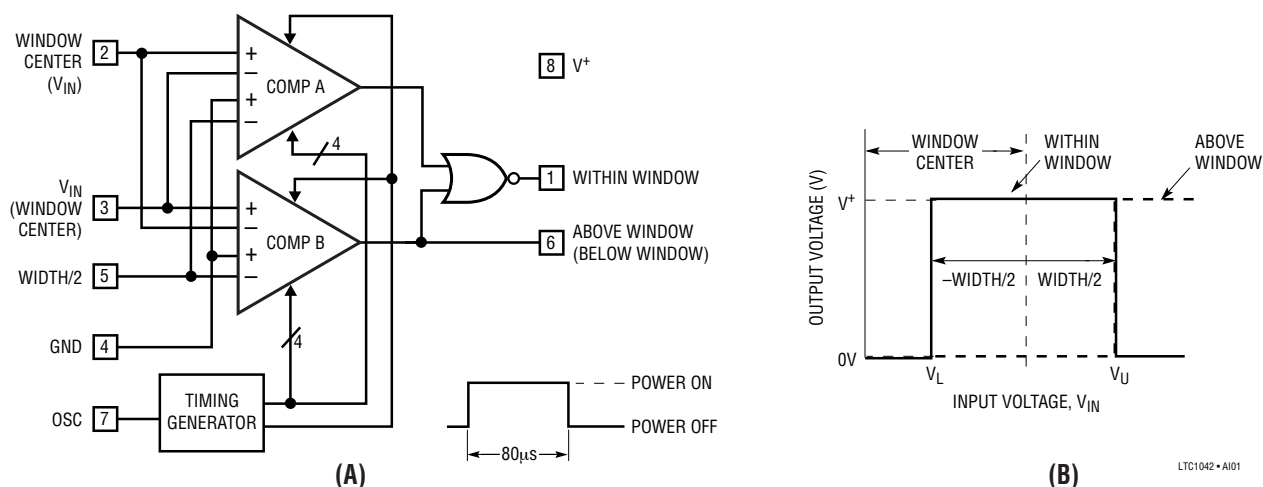 WINDOW
CENTER
(VIN)
2
+
−
+
−
COMP A
8
V+
4
1
WITHIN WINDOW
VIN
(WINDOW
CENTER)
3
+
−
+
−
COMP B
6
ABOVE WINDOW
(BELOW WINDOW)
WIDTH/2
5
GND
4
4
OSC
7
TIMING
GENERATOR
POWER ON
POWER OFF
80µs
(A)
OUTPUT VOLTAGE (V)
WINDOW
CENTER
WITHIN
WINDOW
ABOVE
WINDOW
V+
–WIDTH/2
WIDTH/2
0V
VL
VU
INPUT VOLTAGE, VIN
(B)
LTC1042 • AI01